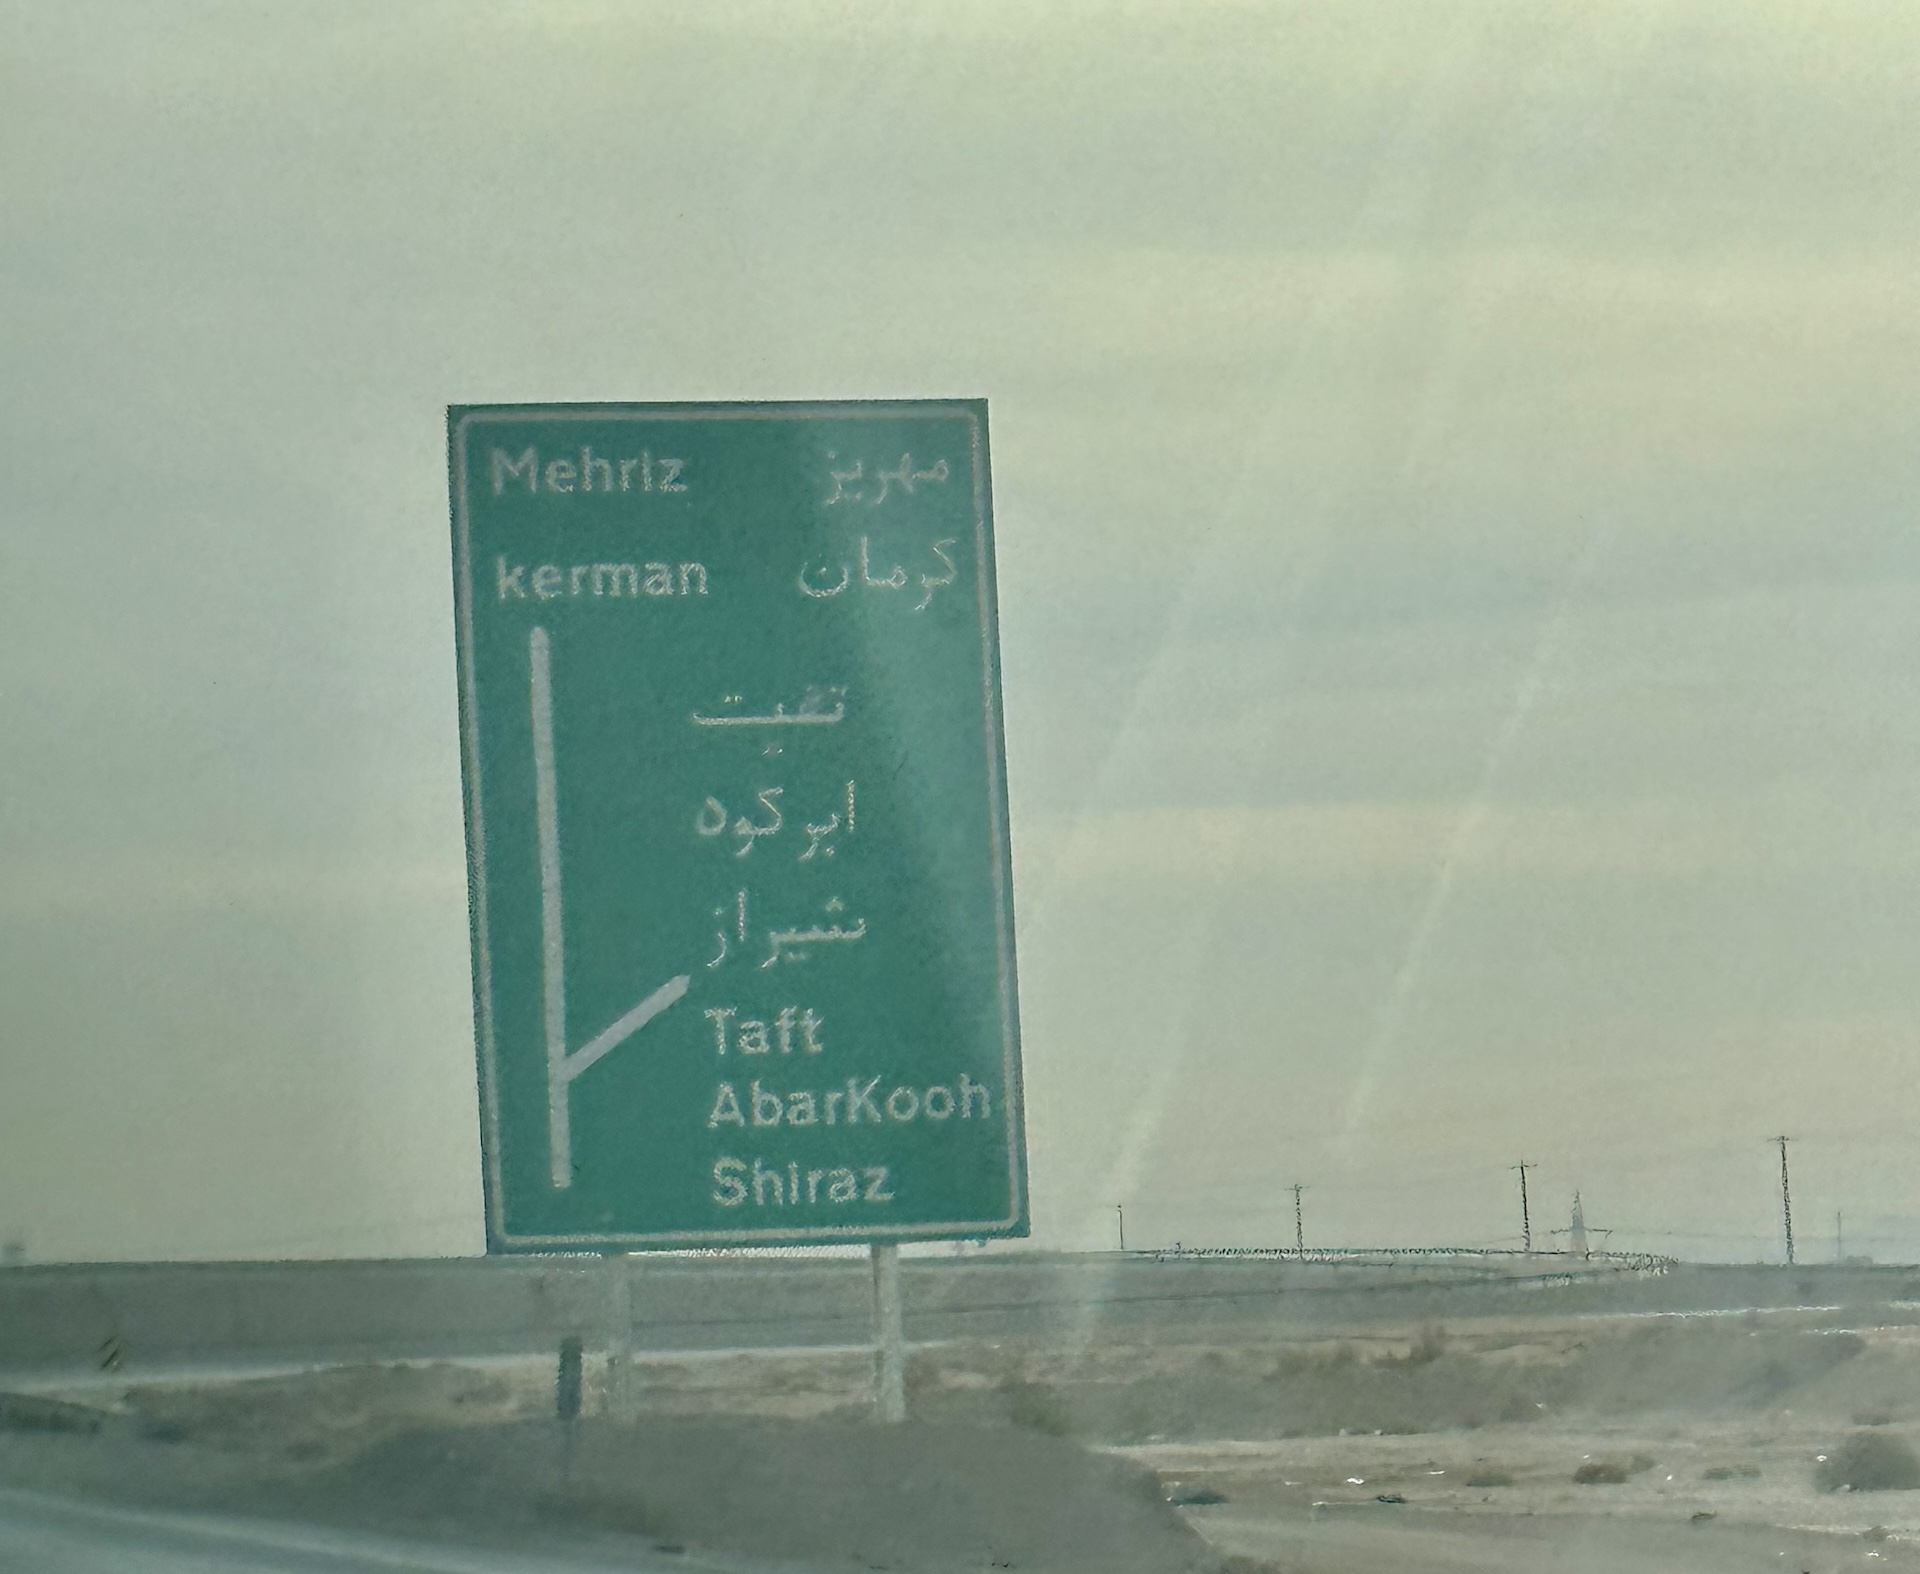 Mehriz مهریز
kerman کرمان
تفت
ابرکوه
شیراز
Taft
AbarKooh
Shiraz